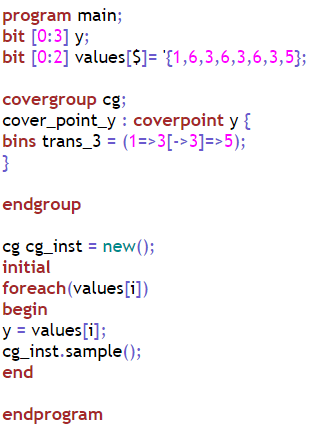 program main;
bit [0:3] y;
bit [0:2] values[$]= '{1,6,3,6,3,6,3,5};
covergroup cg;
cover_point_y : coverpoint y {
bins trans_3 = (1=>3[->3]=>5);
}
endgroup
cg cg_inst = new();
initial
foreach(values[i])
begin
y = values[i];
cg_inst.sample();
end
endprogram